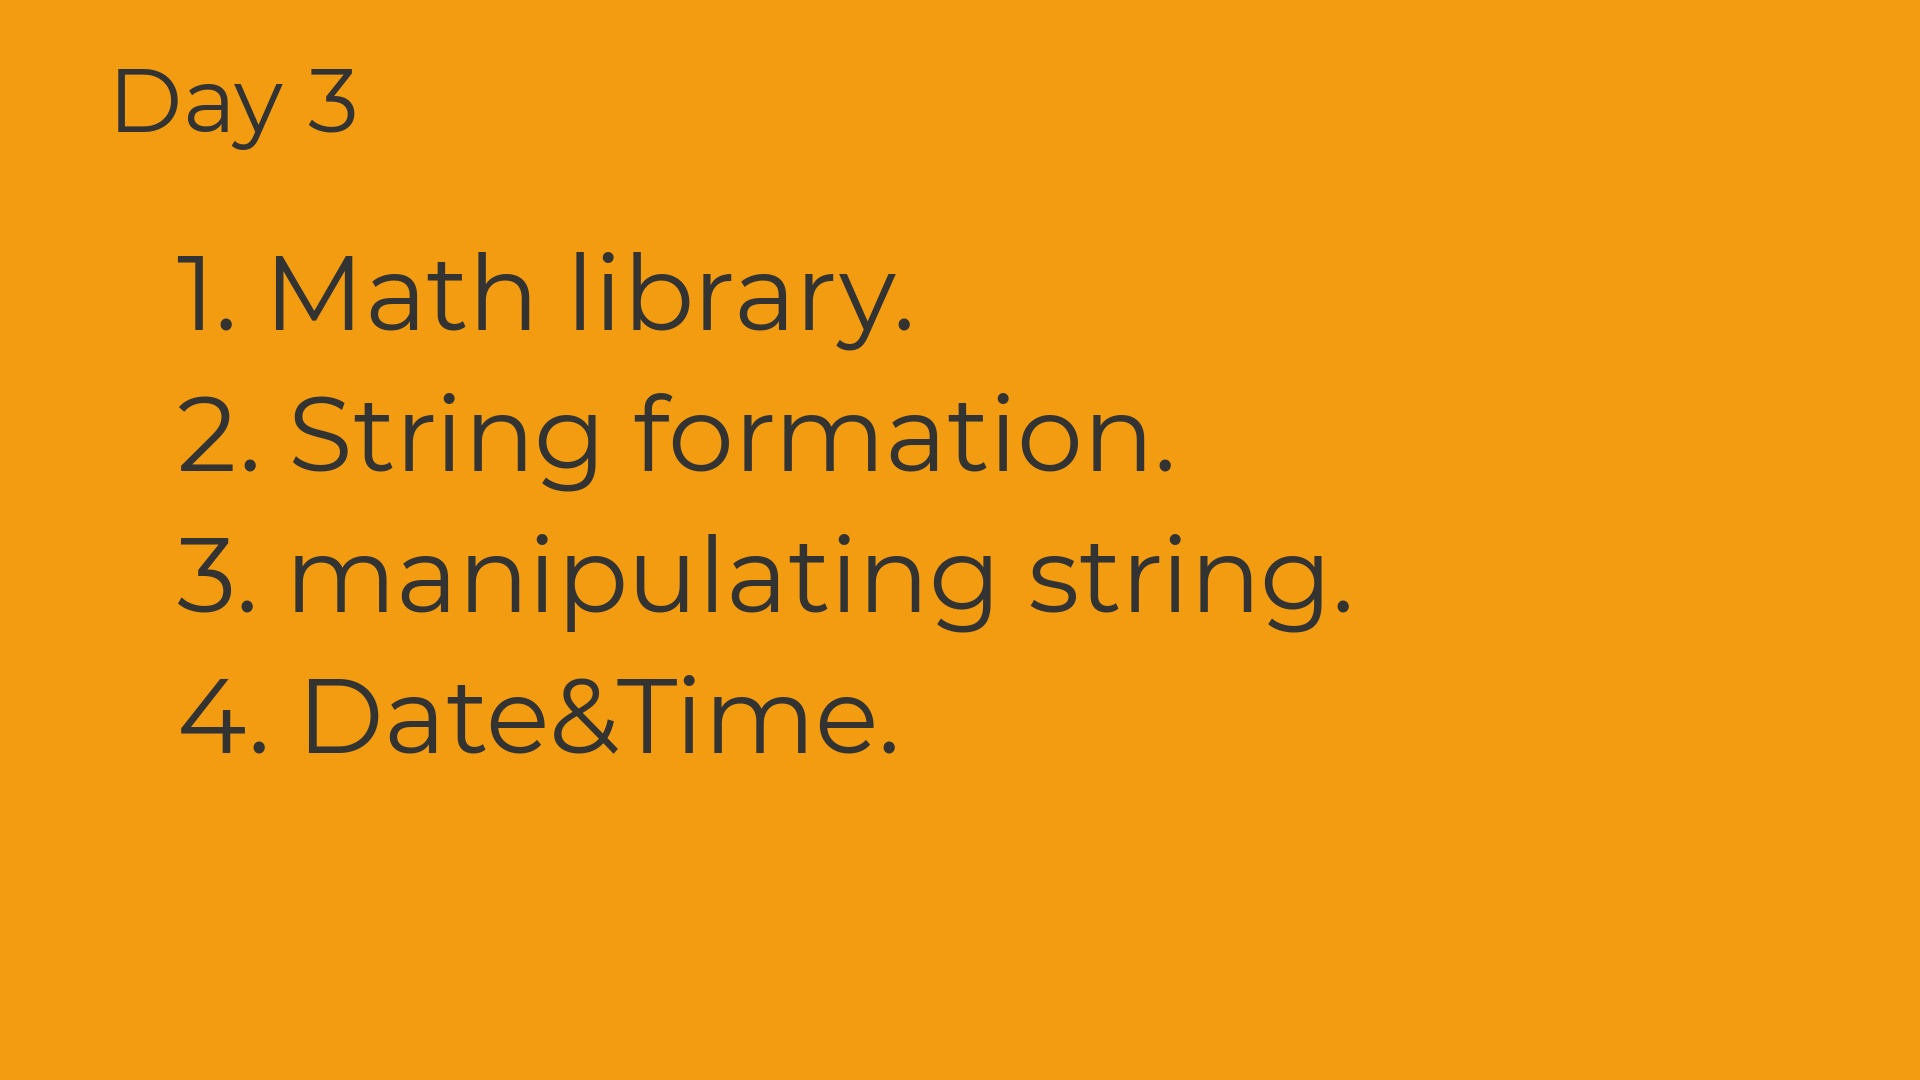 Day 3
1. Math library.
2. String formation.
3. manipulating string.
4. Date&Time.